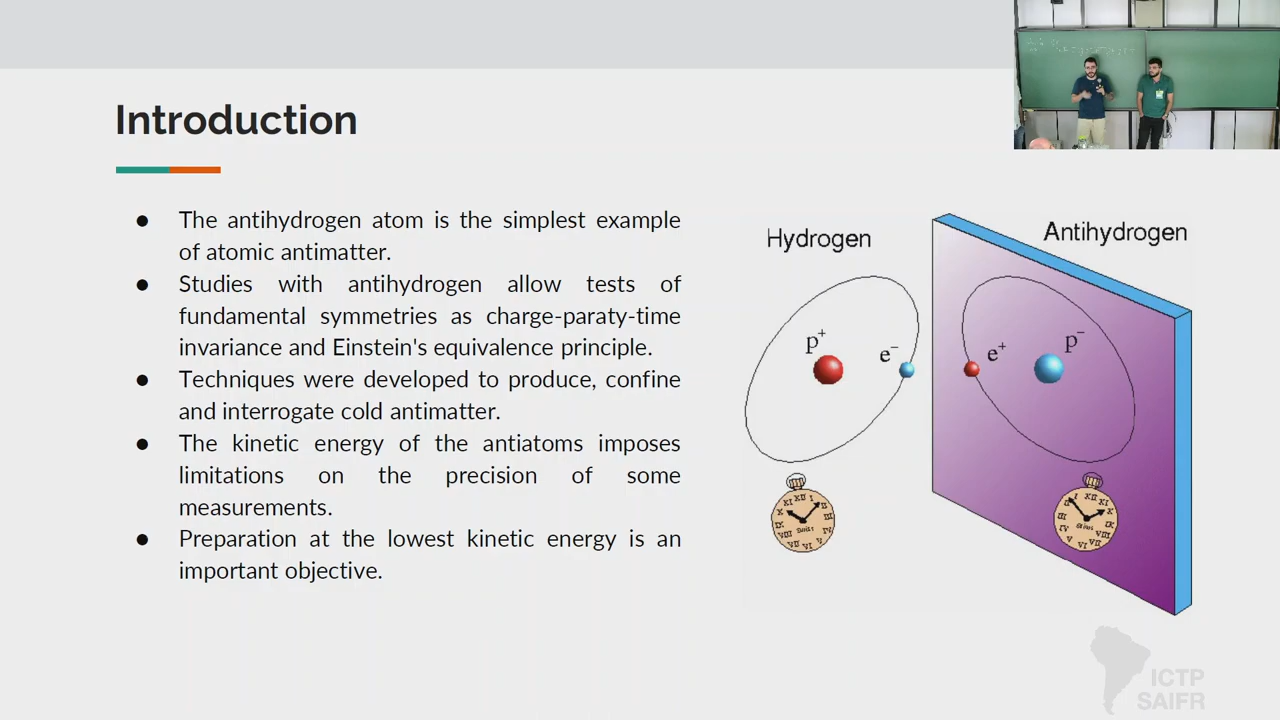 Introduction
● The antihydrogen atom is the simplest example
of atomic antimatter.
● Studies with antihydrogen allow tests of
fundamental symmetries as charge-paraty-time
invariance and Einstein's equivalence principle.
● Techniques were developed to produce, confine
and interrogate cold antimatter.
● The kinetic energy of the antiatoms imposes
limitations on the precision of some
measurements.
● Preparation at the lowest kinetic energy is an
important objective.
Hydrogen
Antihydrogen
p⁺
e⁻
e⁺
p⁻
ICTP
SAIFR